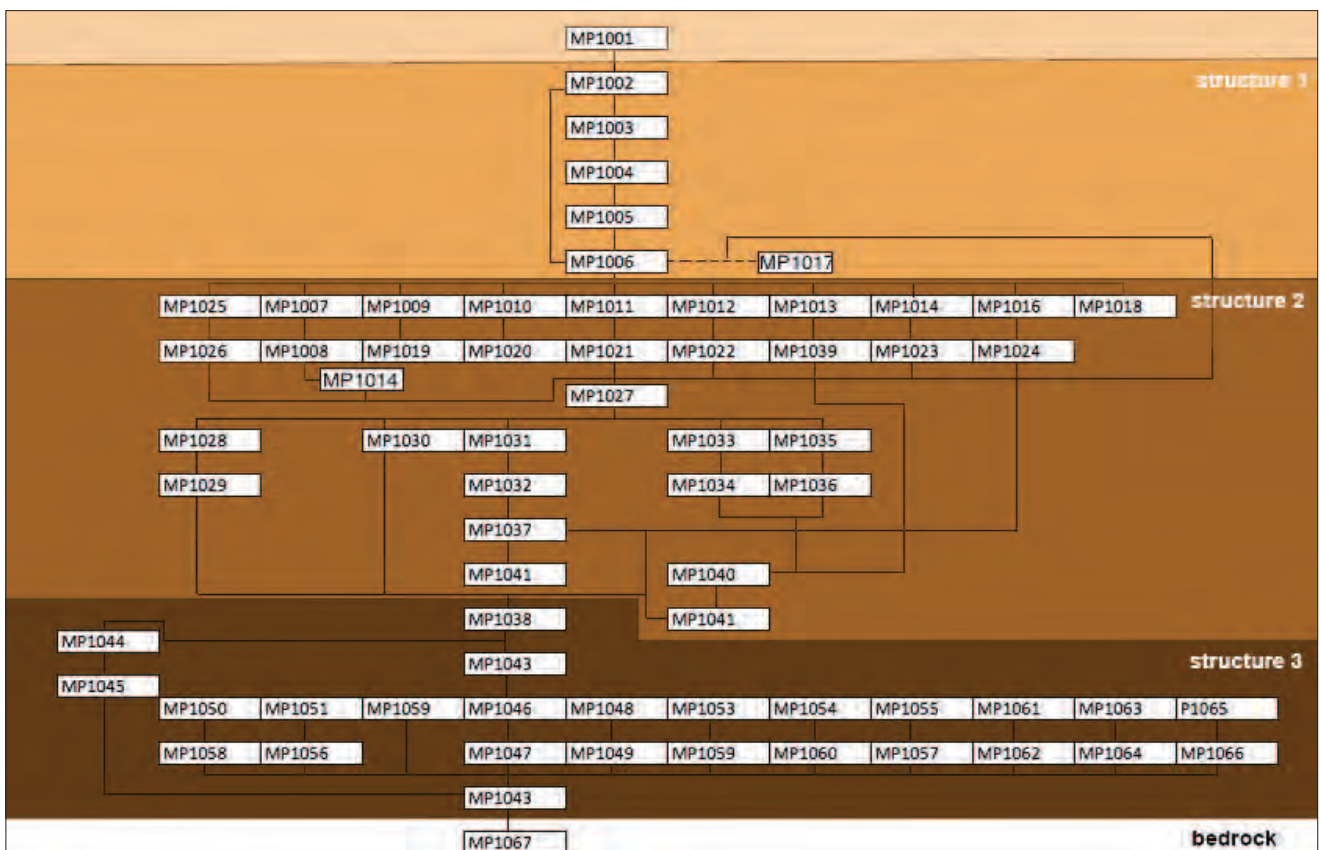 MP1001
MP1002 structure 1
MP1003
MP1004
MP1005
MP1006 MP1017
MP1025 MP1007 MP1009 MP1010 MP1011 MP1012 MP1013 MP1014 MP1016 MP1018 structure 2
MP1026 MP1008 MP1019 MP1020 MP1021 MP1022 MP1039 MP1023 MP1024
MP1014
MP1027
MP1028 MP1030 MP1031 MP1033 MP1035
MP1029 MP1032 MP1034 MP1036
MP1037
MP1041 MP1040
MP1038 MP1041
MP1044
MP1043 structure 3
MP1045
MP1050 MP1051 MP1059 MP1046 MP1048 MP1053 MP1054 MP1055 MP1061 MP1063 P1065
MP1058 MP1056 MP1047 MP1049 MP1059 MP1060 MP1057 MP1062 MP1064 MP1066
MP1043
MP1067 bedrock